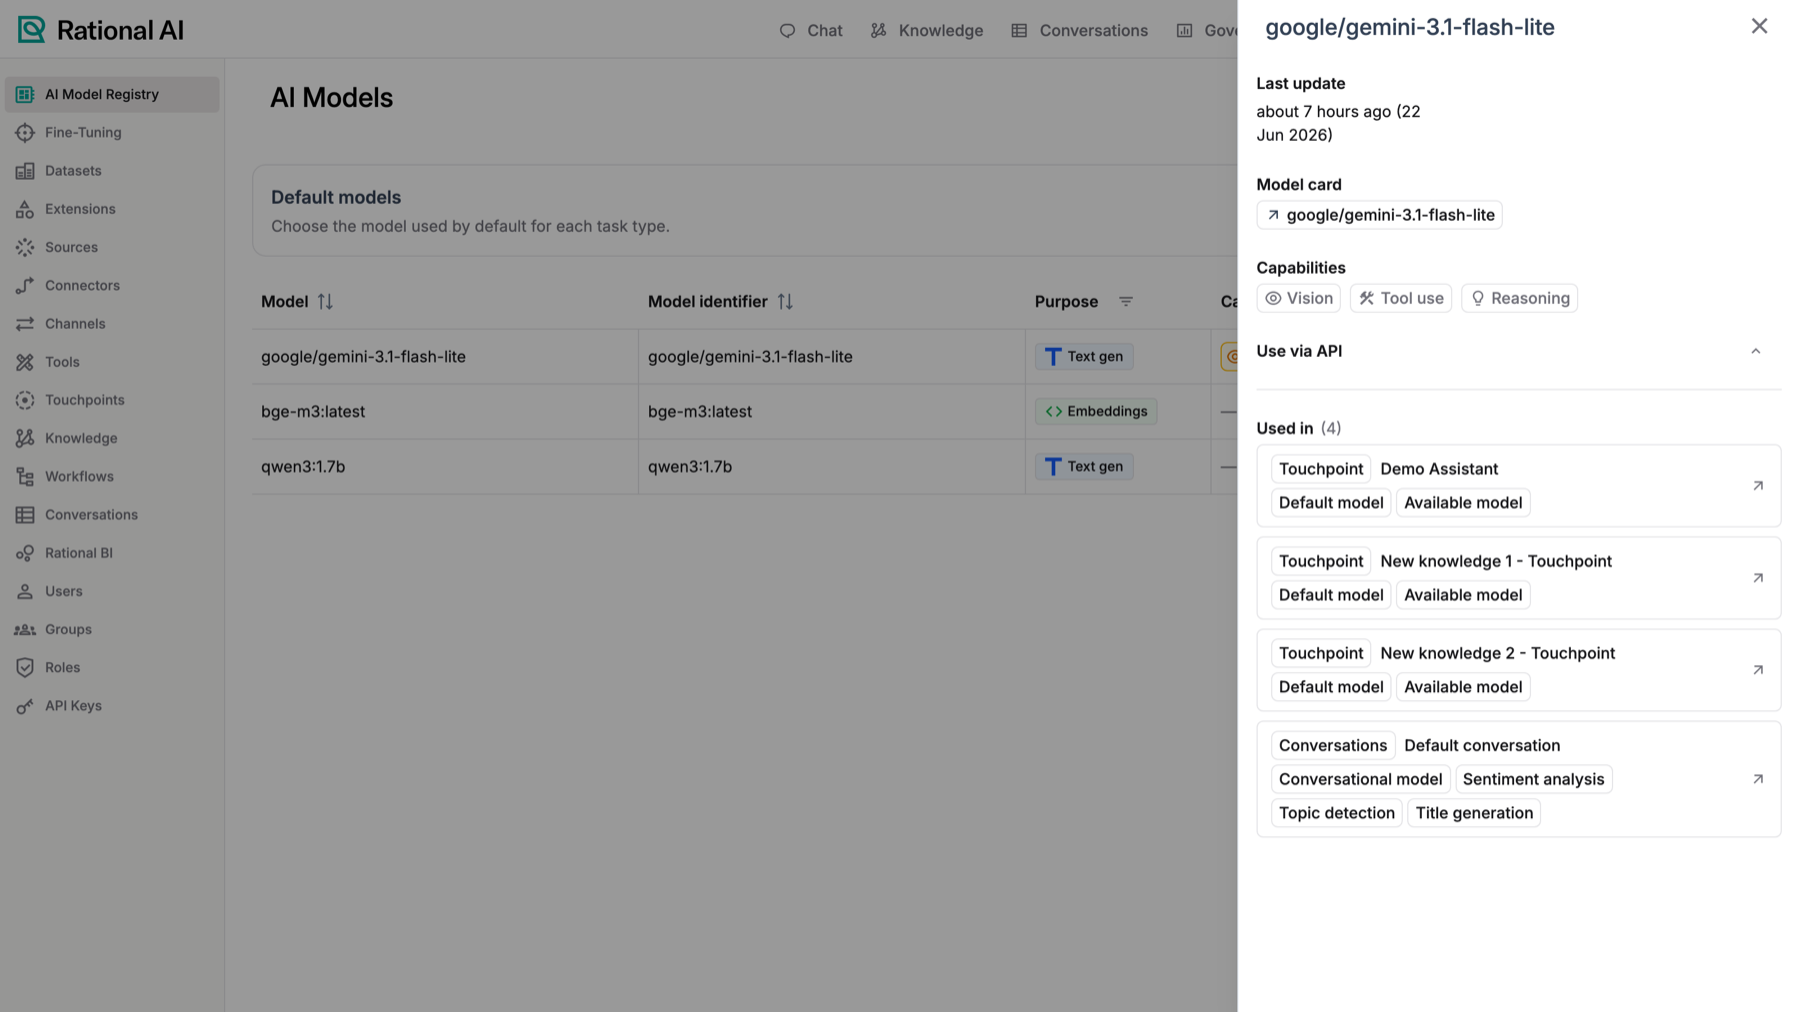 Rational AI
Chat
Knowledge
Conversations
AI Model Registry
Fine-Tuning
Datasets
Extensions
Sources
Connectors
Channels
Tools
Touchpoints
Knowledge
Workflows
Conversations
Rational BI
Users
Groups
Roles
API Keys
AI Models
Default models
Choose the model used by default for each task type.
Model
Model identifier
Purpose
google/gemini-3.1-flash-lite
google/gemini-3.1-flash-lite
Text gen
bge-m3:latest
bge-m3:latest
Embeddings
—
qwen3:1.7b
qwen3:1.7b
Text gen
—
google/gemini-3.1-flash-lite
Last update
about 7 hours ago (22
Jun 2026)
Model card
google/gemini-3.1-flash-lite
Capabilities
Vision
Tool use
Reasoning
Use via API
Used in (4)
Touchpoint Demo Assistant
Default model Available model
Touchpoint New knowledge 1 - Touchpoint
Default model Available model
Touchpoint New knowledge 2 - Touchpoint
Default model Available model
Conversations Default conversation
Conversational model Sentiment analysis
Topic detection Title generation